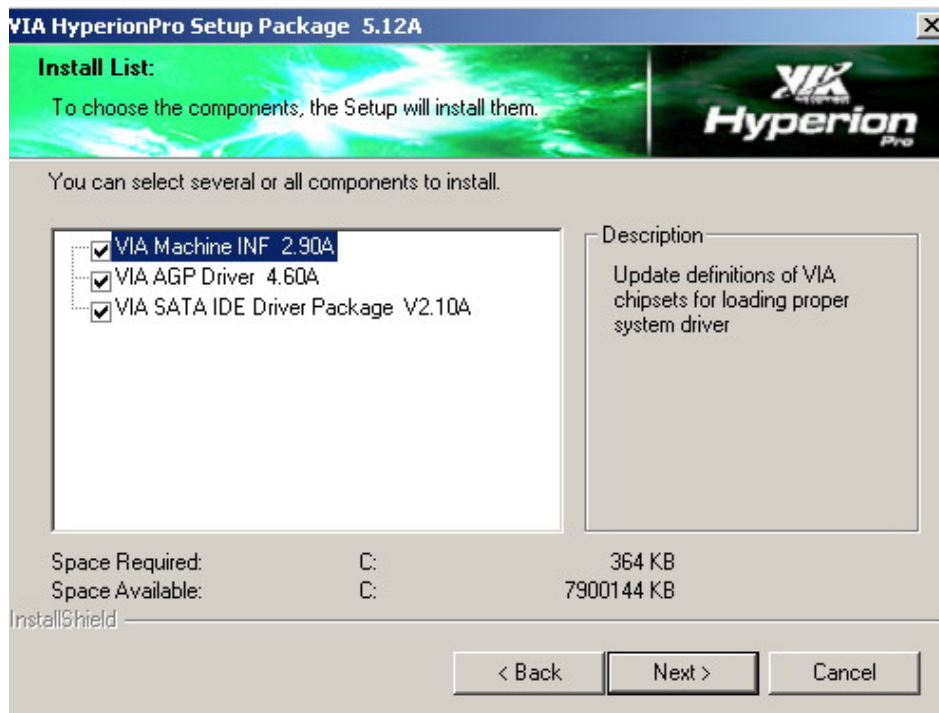 VIA HyperionPro Setup Package 5.12A
Install List:
To choose the components, the Setup will install them.
VIA
Hyperion
Pro
You can select several or all components to install.
VIA Machine INF 2.90A
VIA AGP Driver 4.60A
VIA SATA IDE Driver Package V2.10A
Description
Update definitions of VIA
chipsets for loading proper
system driver
Space Required: C: 364 KB
Space Available: C: 7900144 KB
InstallShield
< Back Next > Cancel